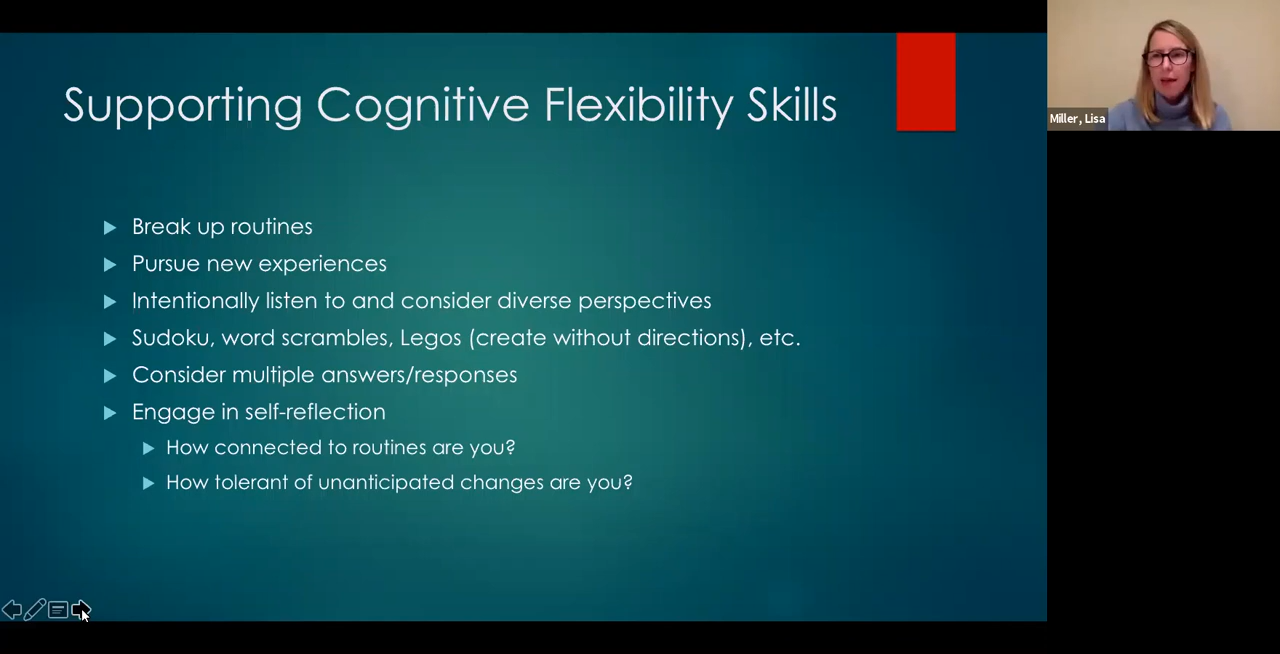 Supporting Cognitive Flexibility Skills
Break up routines
Pursue new experiences
Intentionally listen to and consider diverse perspectives
Sudoku, word scrambles, Legos (create without directions), etc.
Consider multiple answers/responses
Engage in self-reflection
How connected to routines are you?
How tolerant of unanticipated changes are you?
Miller, Lisa